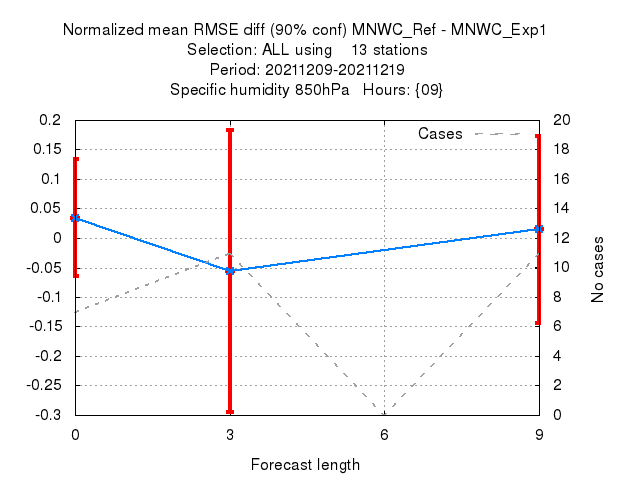 Normalized mean RMSE diff (90% conf) MNWC_Ref - MNWC_Exp1
Selection: ALL using    13 stations
Period: 20211209-20211219
Specific humidity 850hPa   Hours: {09}
Cases
0.2
0.15
0.1
0.05
0
-0.05
-0.1
-0.15
-0.2
-0.25
-0.3
20
18
16
14
12
10
8
6
4
2
0
No cases
0 3 6 9
Forecast length